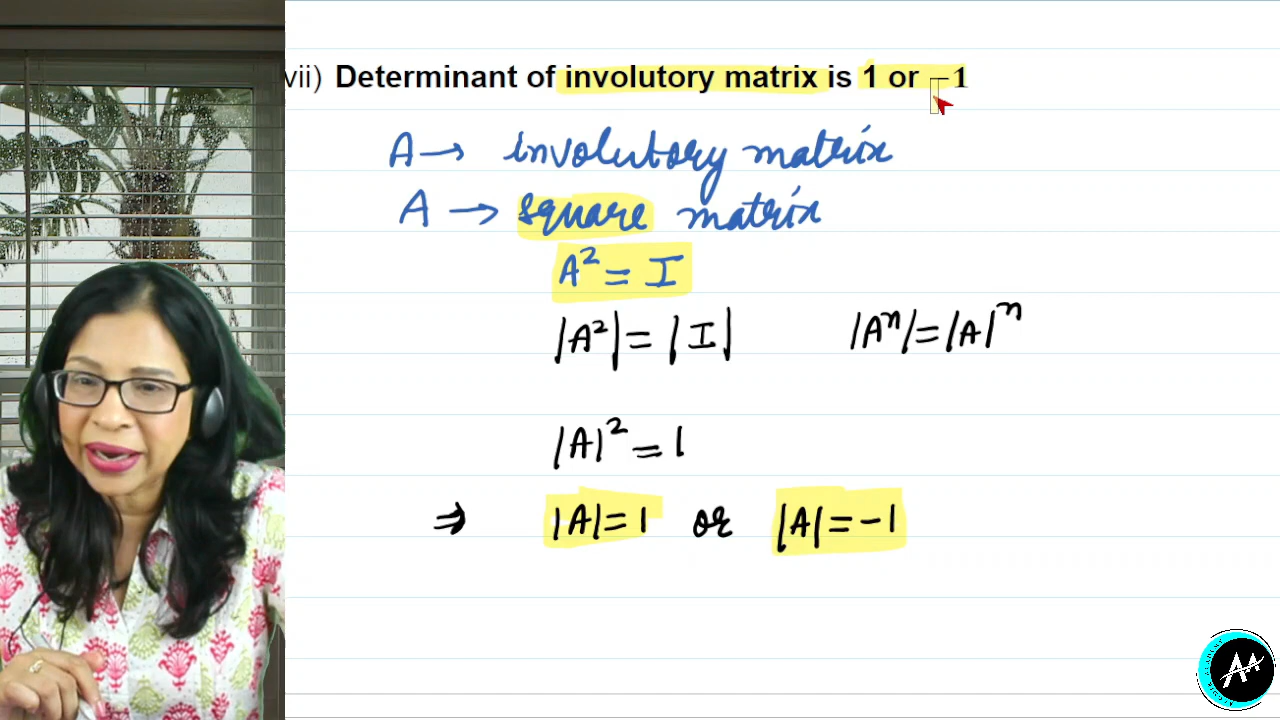 vii) Determinant of involutory matrix is 1 or −1
A → involutory matrix
A → square matrix
A² = I
|A²| = |I|
|Aⁿ| = |A|ⁿ
|A|² = 1
⇒ |A| = 1 or |A| = −1